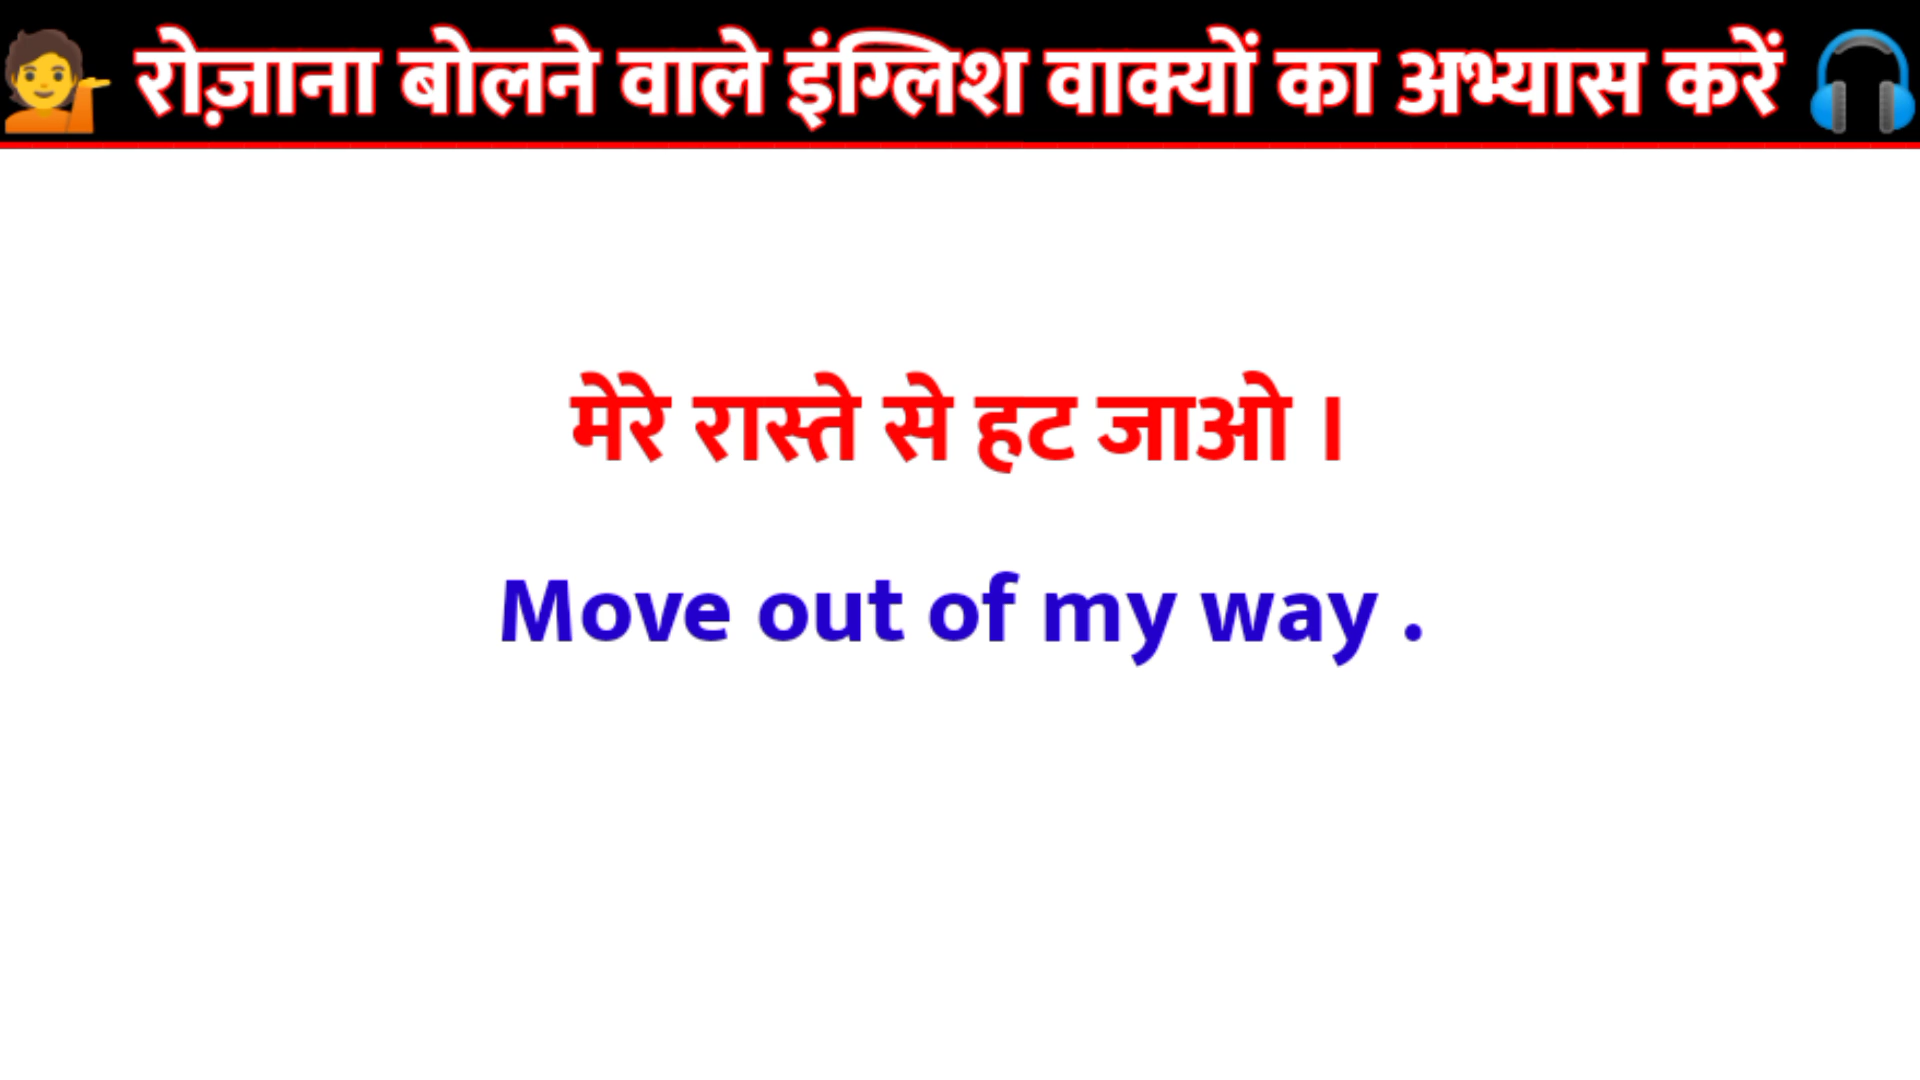 रोज़ाना बोलने वाले इंग्लिश वाक्यों का अभ्यास करें
मेरे रास्ते से हट जाओ ।
Move out of my way .